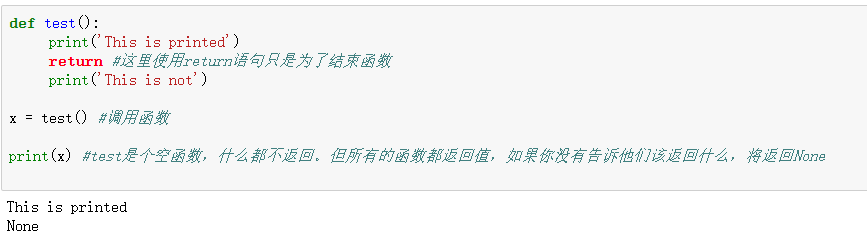 def test():
    print('This is printed')
    return #这里使用return语句只是为了结束函数
    print('This is not')
x = test() #调用函数
print(x) #test是个空函数，什么都不返回。但所有的函数都返回值，如果你没有告诉他们该返回什么，将返回None
This is printed
None